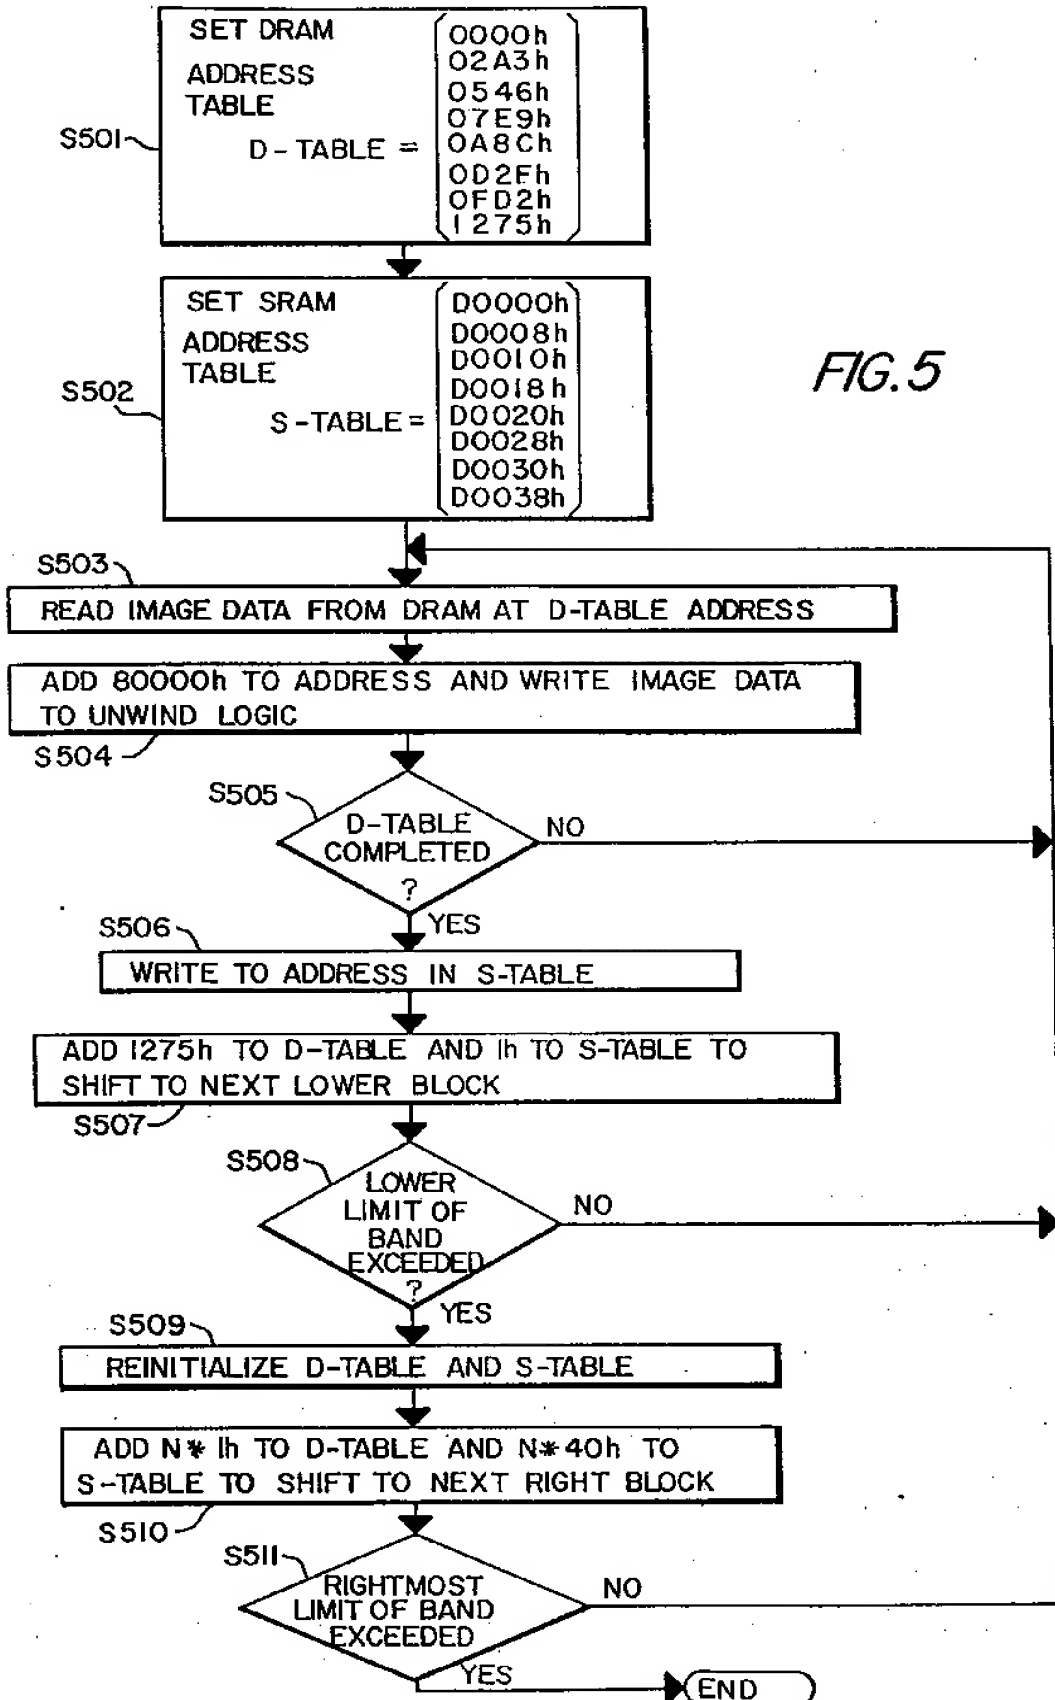 SET DRAM
ADDRESS
TABLE
D-TABLE =
0000h
02A3h
0546h
07E9h
0A8Ch
0D2Fh
0FD2h
1275h
S501
SET SRAM
ADDRESS
TABLE
S-TABLE =
D0000h
D0008h
D0010h
D0018h
D0020h
D0028h
D0030h
D0038h
S502
FIG. 5
S503
READ IMAGE DATA FROM DRAM AT D-TABLE ADDRESS
ADD 80000h TO ADDRESS AND WRITE IMAGE DATA
TO UNWIND LOGIC
S504
S505
D-TABLE
COMPLETED
?
NO
YES
S506
WRITE TO ADDRESS IN S-TABLE
ADD 1275h TO D-TABLE AND 1h TO S-TABLE TO
SHIFT TO NEXT LOWER BLOCK
S507
S508
LOWER
LIMIT OF
BAND
EXCEEDED
?
NO
YES
S509
REINITIALIZE D-TABLE AND S-TABLE
ADD N* 1h TO D-TABLE AND N*40h TO
S-TABLE TO SHIFT TO NEXT RIGHT BLOCK
S510
S511
RIGHTMOST
LIMIT OF BAND
EXCEEDED
NO
YES
END